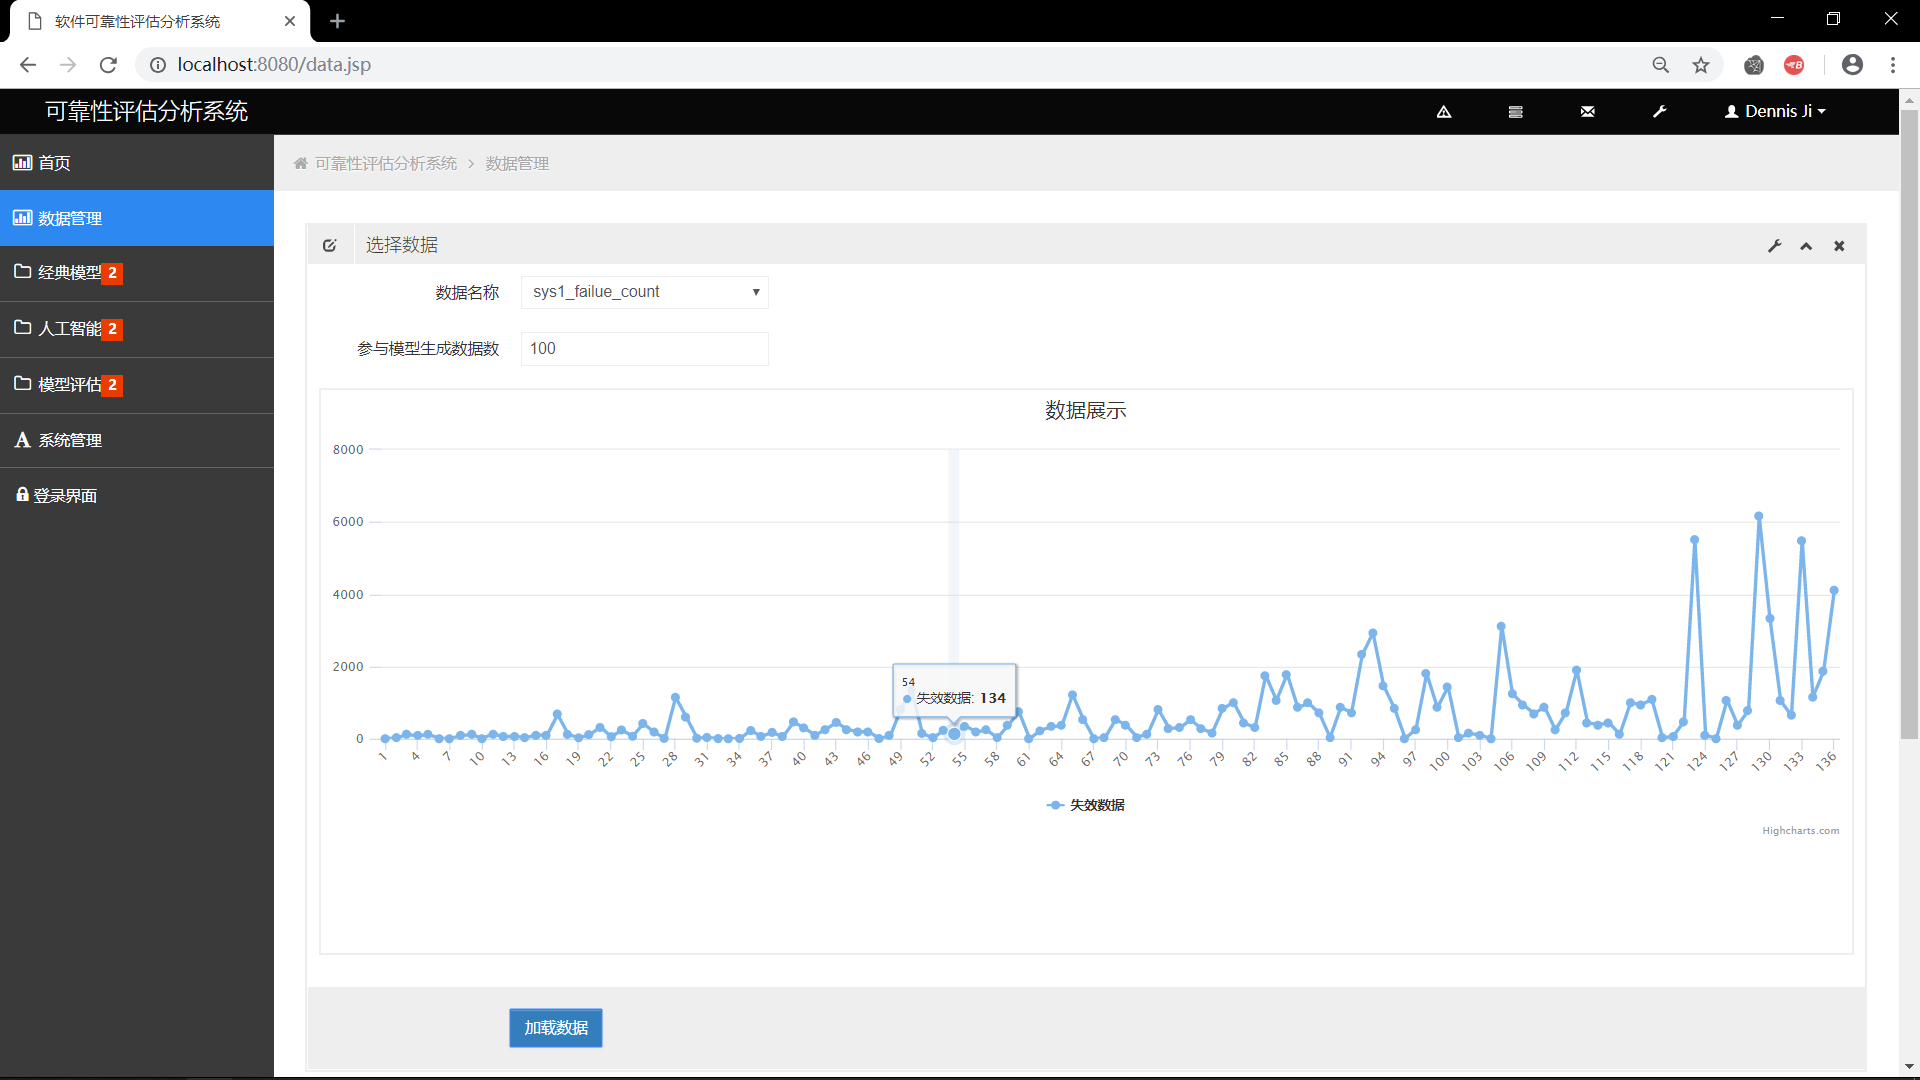 软件可靠性评估分析系统
localhost:8080/data.jsp
可靠性评估分析系统
Dennis Ji
首页
数据管理
经典模型 2
人工智能 2
模型评估 2
系统管理
登录界面
可靠性评估分析系统 > 数据管理
选择数据
数据名称 sys1_failue_count
参与模型生成数据数 100
数据展示
8000
6000
4000
2000
0
54
失效数据: 134
1 4 7 10 13 16 19 22 25 28 31 34 37 40 43 46 49 52 55 58 61 64 67 70 73 76 79 82 85 88 91 94 97 100 103 106 109 112 115 118 121 124 127 130 133 136
失效数据
Highcharts.com
加载数据